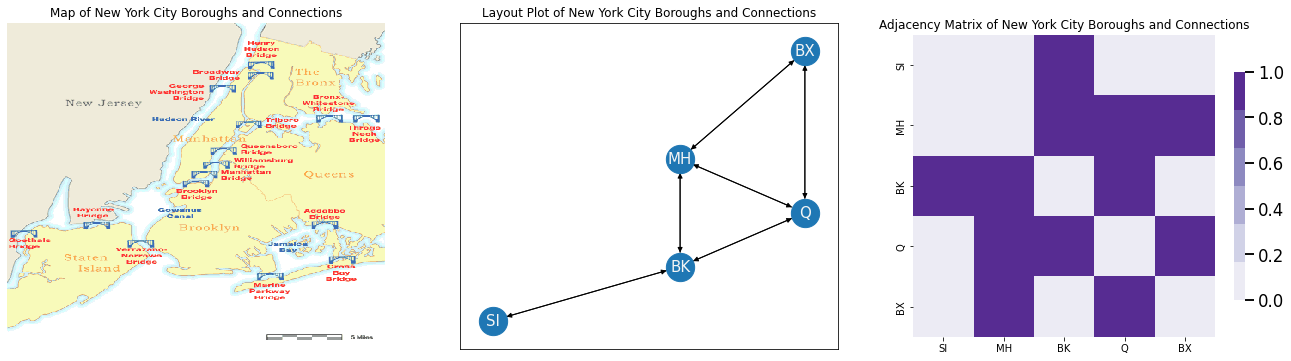 Map of New York City Boroughs and Connections
Henry
Hudson
Bridge
Broadway
Bridge
The
Bronx
George
Washington
Bridge
Bronx-
Whitestone
Bridge
New Jersey
Hudson River
Triboro
Bridge
Throgs
Neck
Bridge
Manhattan
Queensboro
Bridge
Williamsburg
Bridge
Manhattan
Bridge
Queens
Brooklyn
Bridge
Bayonne
Bridge
Gowanus
Canal
Addabbo
Bridge
Goethals
Bridge
Brooklyn
Verrazano-
Narrows
Bridge
Jamaica
Bay
Staten
Island
Cross
Bay
Bridge
Marine
Parkway
Bridge
5 Miles
Layout Plot of New York City Boroughs and Connections
BX
MH
Q
BK
SI
Adjacency Matrix of New York City Boroughs and Connections
SI
MH
BK
Q
BX
SI MH BK Q BX
1.0
0.8
0.6
0.4
0.2
0.0